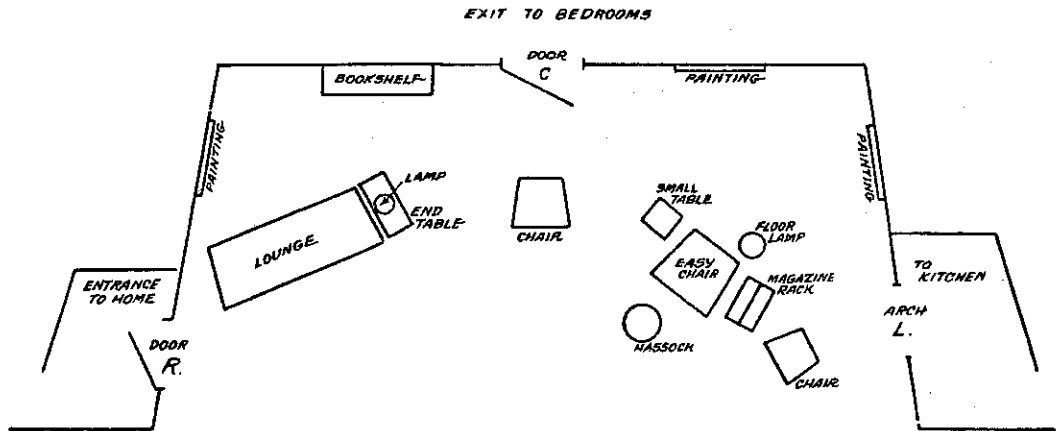 EXIT TO BEDROOMS
DOOR
C
BOOKSHELF
PAINTING
PAINTING
PAINTING
LAMP
END
TABLE
LOUNGE
CHAIR
SMALL
TABLE
FLOOR
LAMP
EASY
CHAIR
MAGAZINE
RACK
HASSOCK
CHAIR
ENTRANCE
TO HOME
DOOR
R.
TO
KITCHEN
ARCH
L.